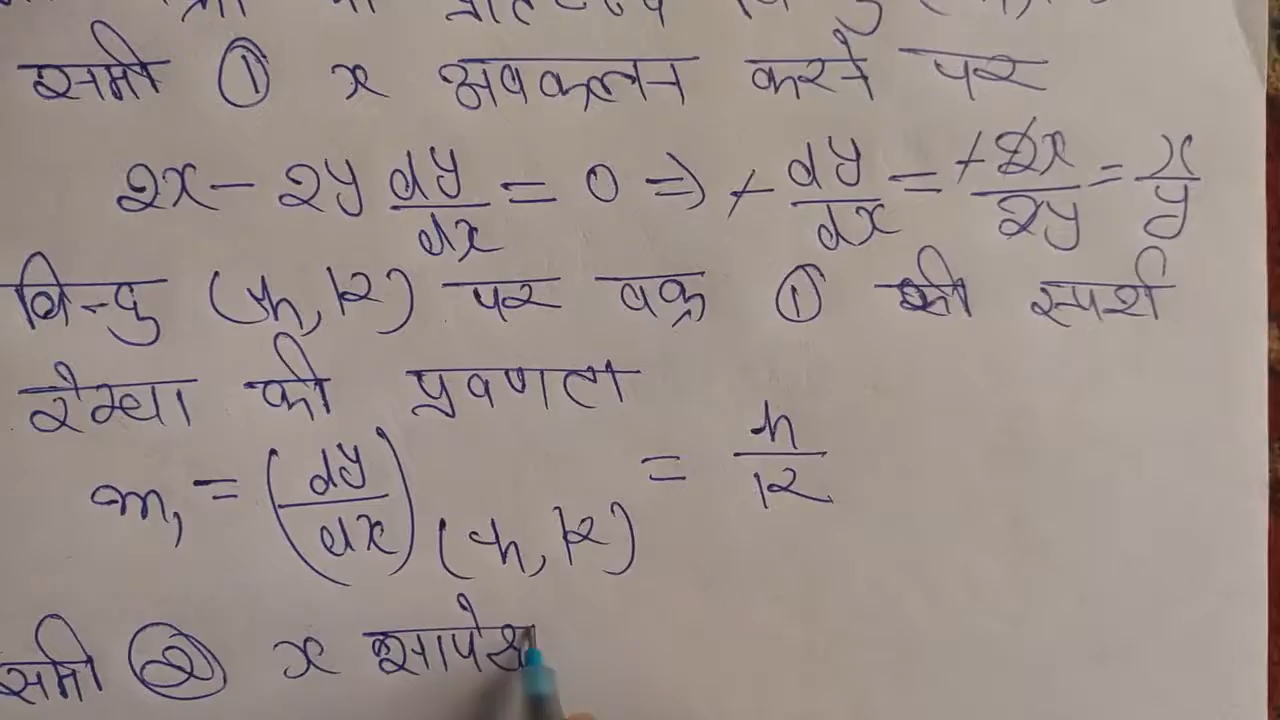 समी ① x अवकलन करने पर
2x - 2y dy/dx = 0 ⇒ + dy/dx = +2x/2y = x/y
बिन्दु (h, k) पर वक्र ① की स्पर्श
रेखा की प्रवणता
m₁ = (dy/dx)(h, k) = h/k
समी ② x सापेक्ष